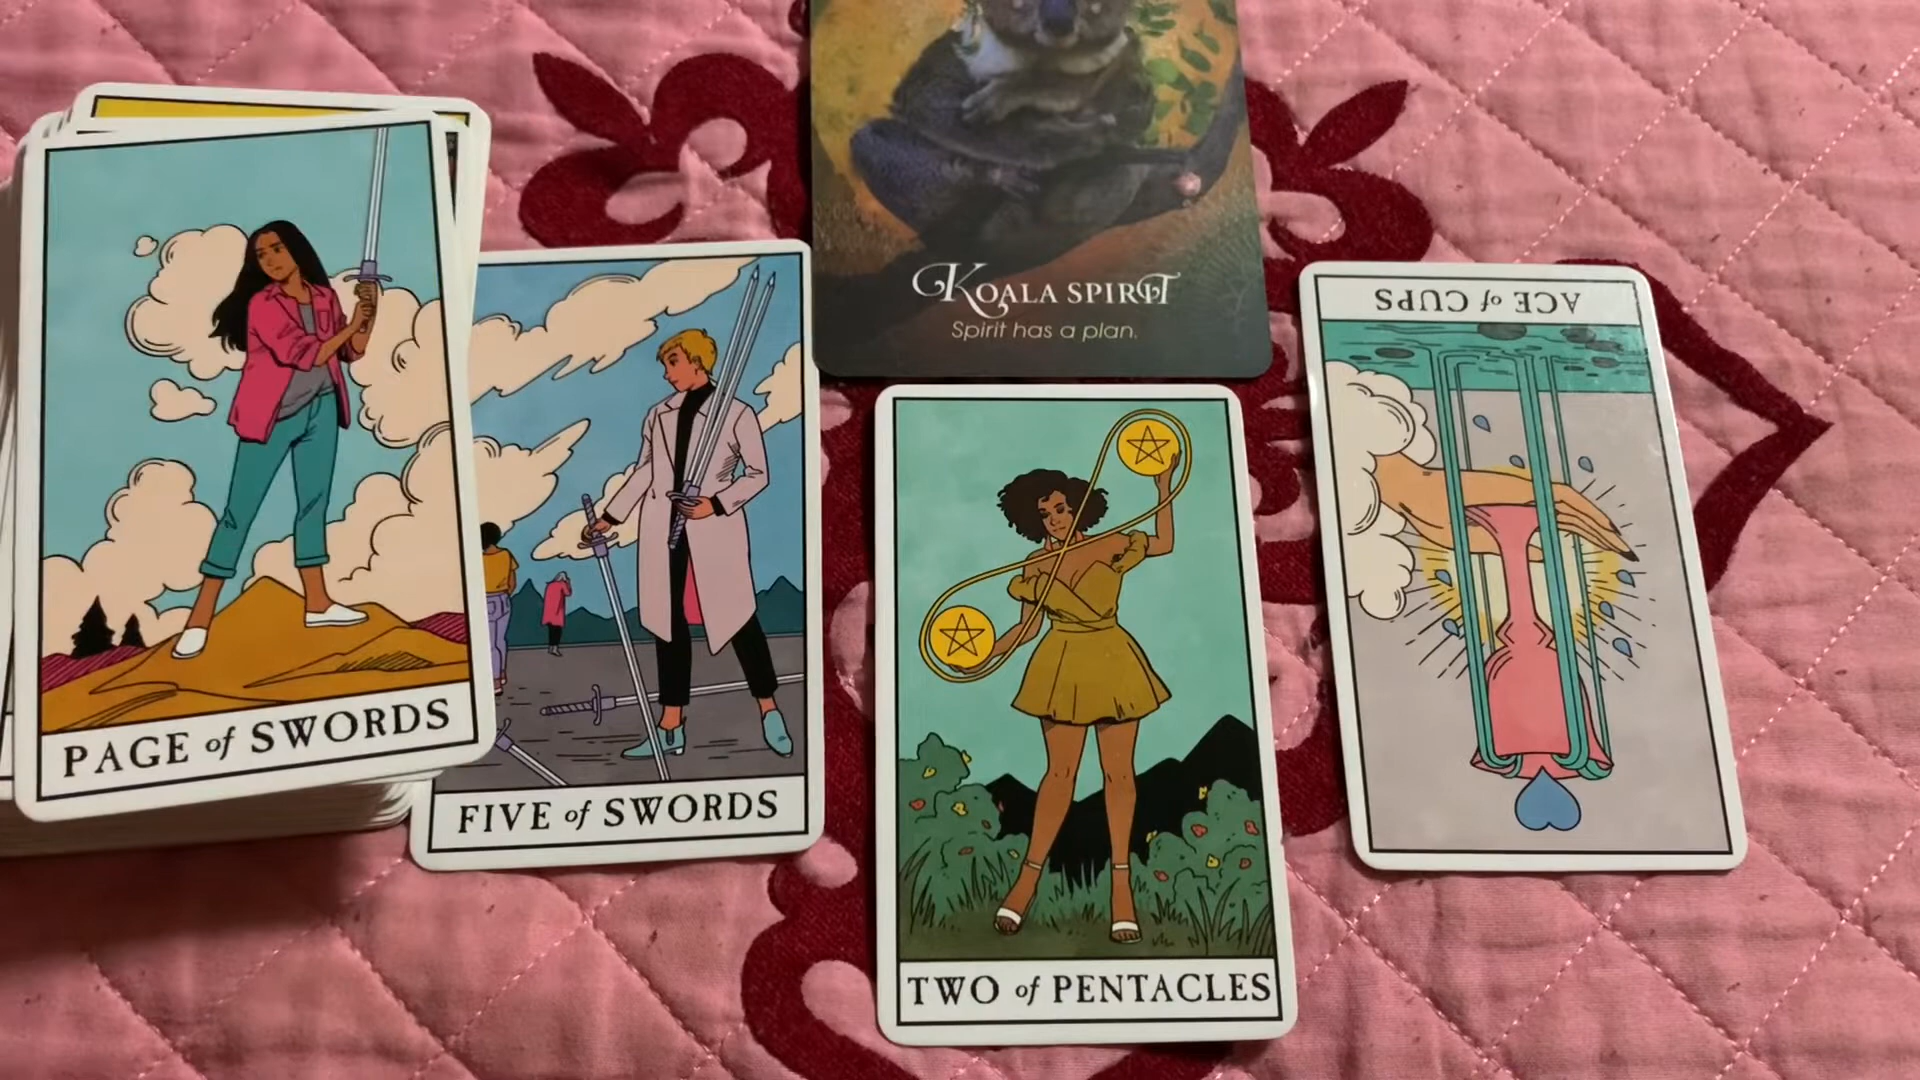 KOALA SPIRIT
Spirit has a plan.
ACE of CUPS
PAGE of SWORDS
FIVE of SWORDS
TWO of PENTACLES